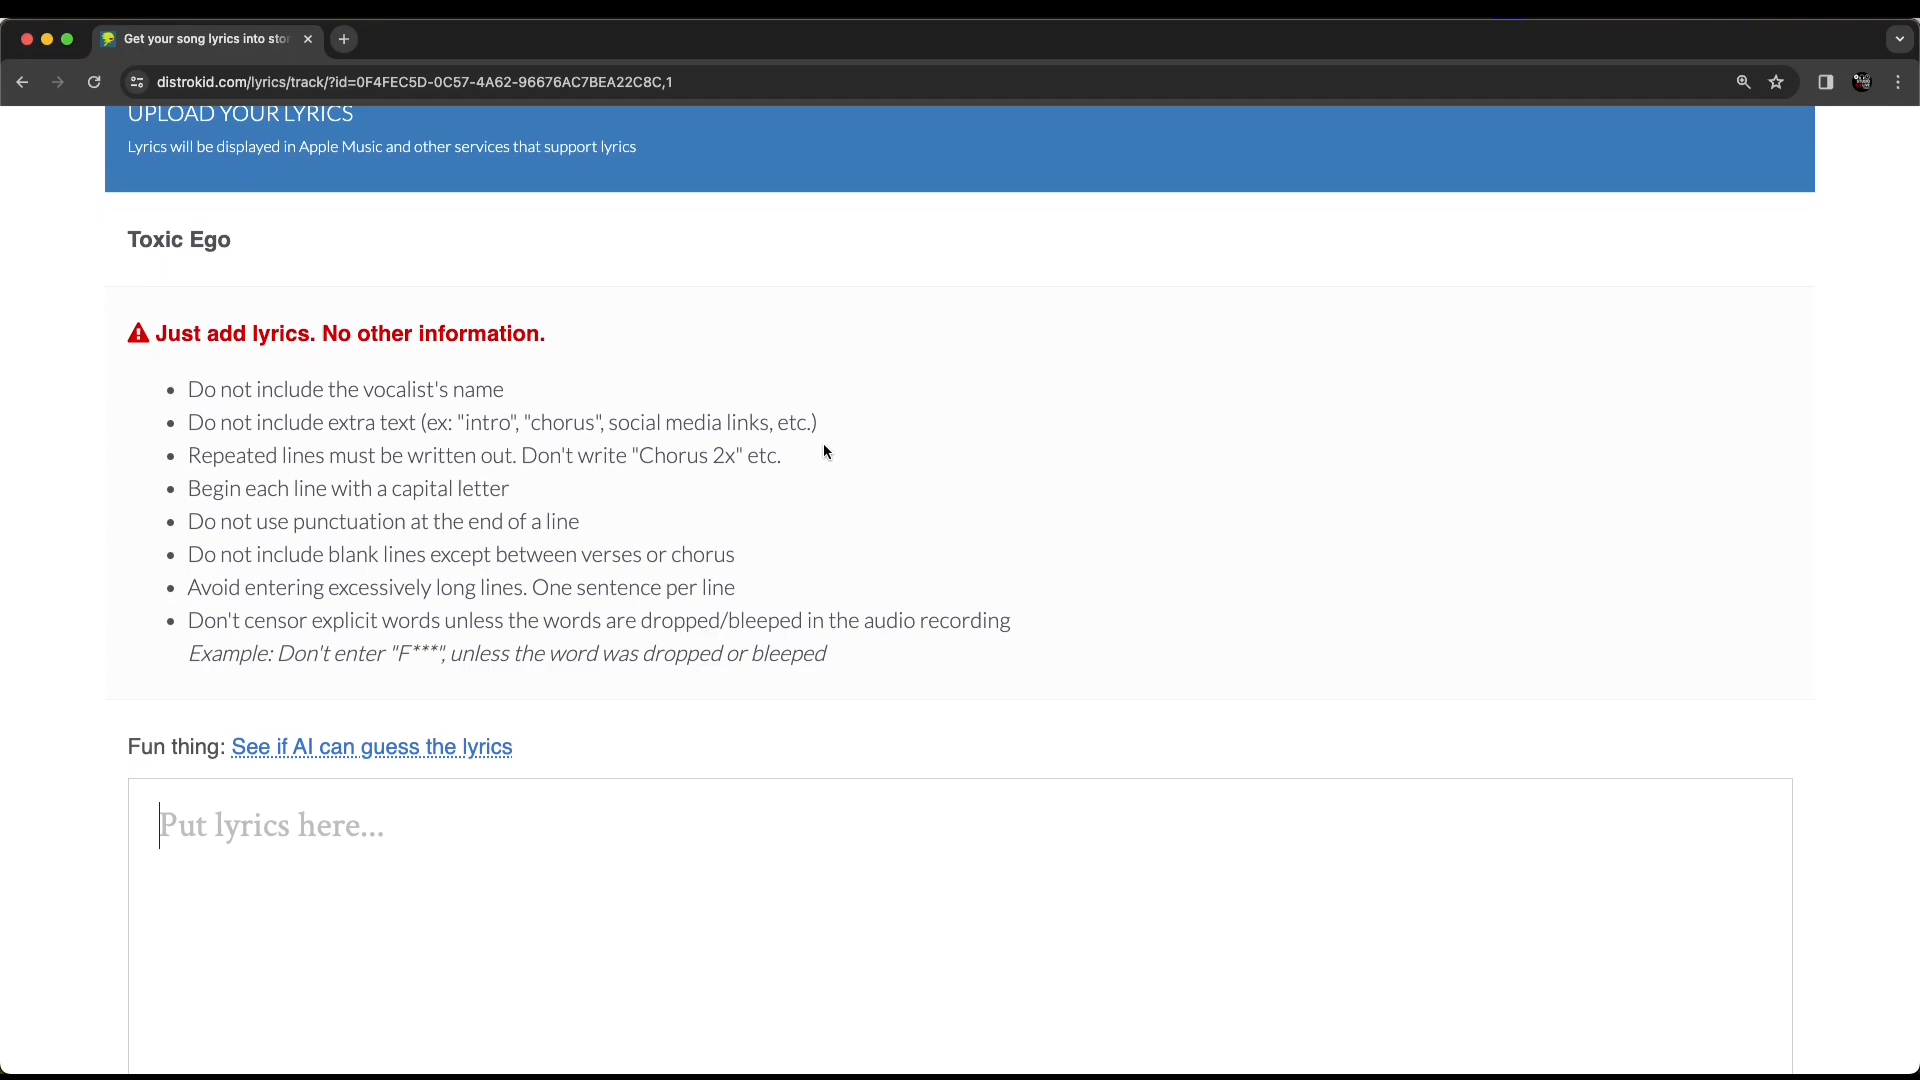 Get your song lyrics into sto
distrokid.com/lyrics/track/?id=0F4FEC5D-0C57-4A62-96676AC7BEA22C8C,1
UPLOAD YOUR LYRICS
Lyrics will be displayed in Apple Music and other services that support lyrics
Toxic Ego
Just add lyrics. No other information.
• Do not include the vocalist's name
• Do not include extra text (ex: "intro", "chorus", social media links, etc.)
• Repeated lines must be written out. Don't write "Chorus 2x" etc.
• Begin each line with a capital letter
• Do not use punctuation at the end of a line
• Do not include blank lines except between verses or chorus
• Avoid entering excessively long lines. One sentence per line
• Don't censor explicit words unless the words are dropped/bleeped in the audio recording
Example: Don't enter "F***", unless the word was dropped or bleeped
Fun thing: See if AI can guess the lyrics
Put lyrics here...